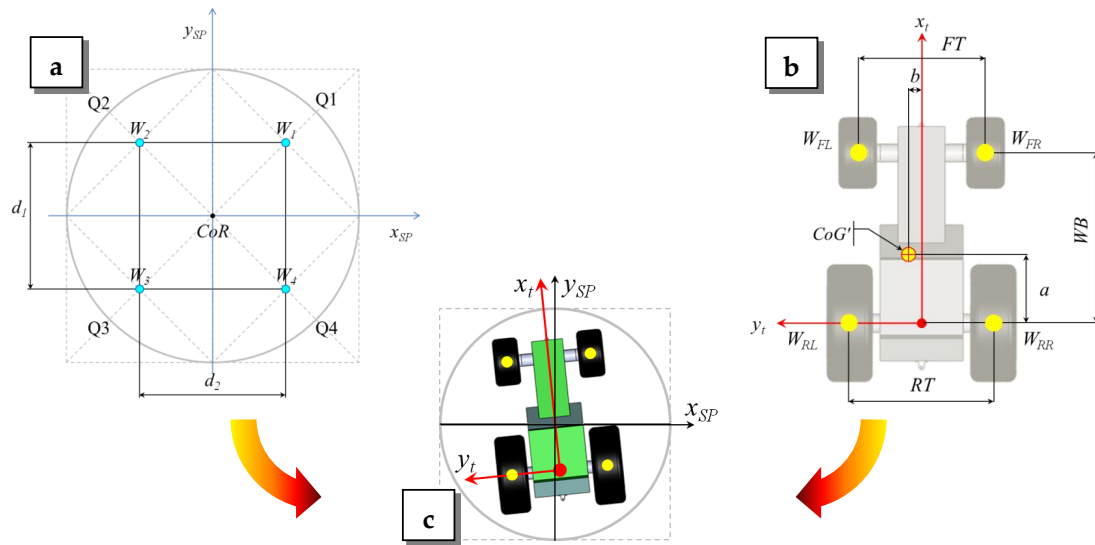 a
y_SP
Q2
Q1
W_2
W_1
d_1
CoR
x_SP
W_3
W_4
Q3
Q4
d_2
b
x_t
FT
b
W_FL
W_FR
CoG'
WB
a
y_t
W_RL
W_RR
RT
x_t
y_SP
x_SP
y_t
c